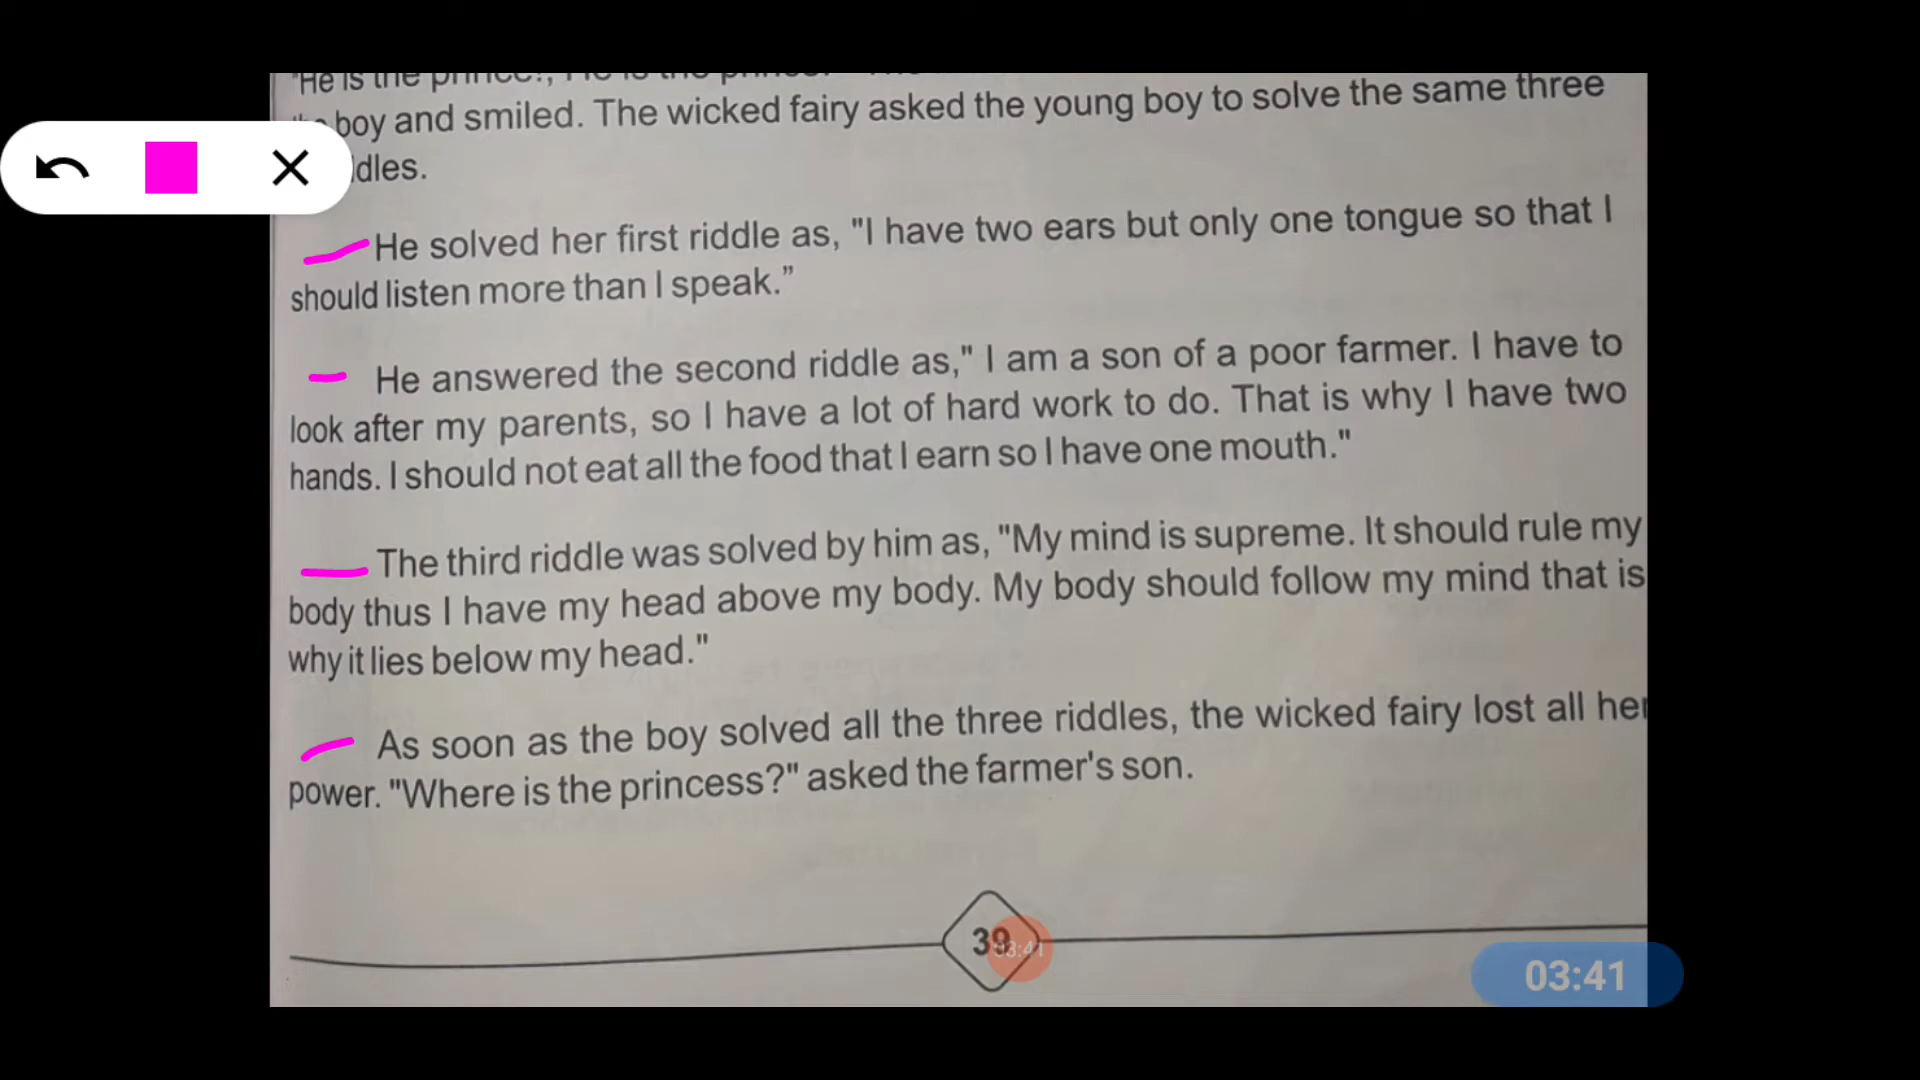 "He is the
boy and smiled. The wicked fairy asked the young boy to solve the same three
dles.
He solved her first riddle as, "I have two ears but only one tongue so that I
should listen more than I speak.”
He answered the second riddle as," I am a son of a poor farmer. I have to
look after my parents, so I have a lot of hard work to do. That is why I have two
hands. I should not eat all the food that I earn so I have one mouth."
The third riddle was solved by him as, "My mind is supreme. It should rule my
body thus I have my head above my body. My body should follow my mind that is
why it lies below my head."
As soon as the boy solved all the three riddles, the wicked fairy lost all her
power. "Where is the princess?" asked the farmer's son.
39
03:41
03:41